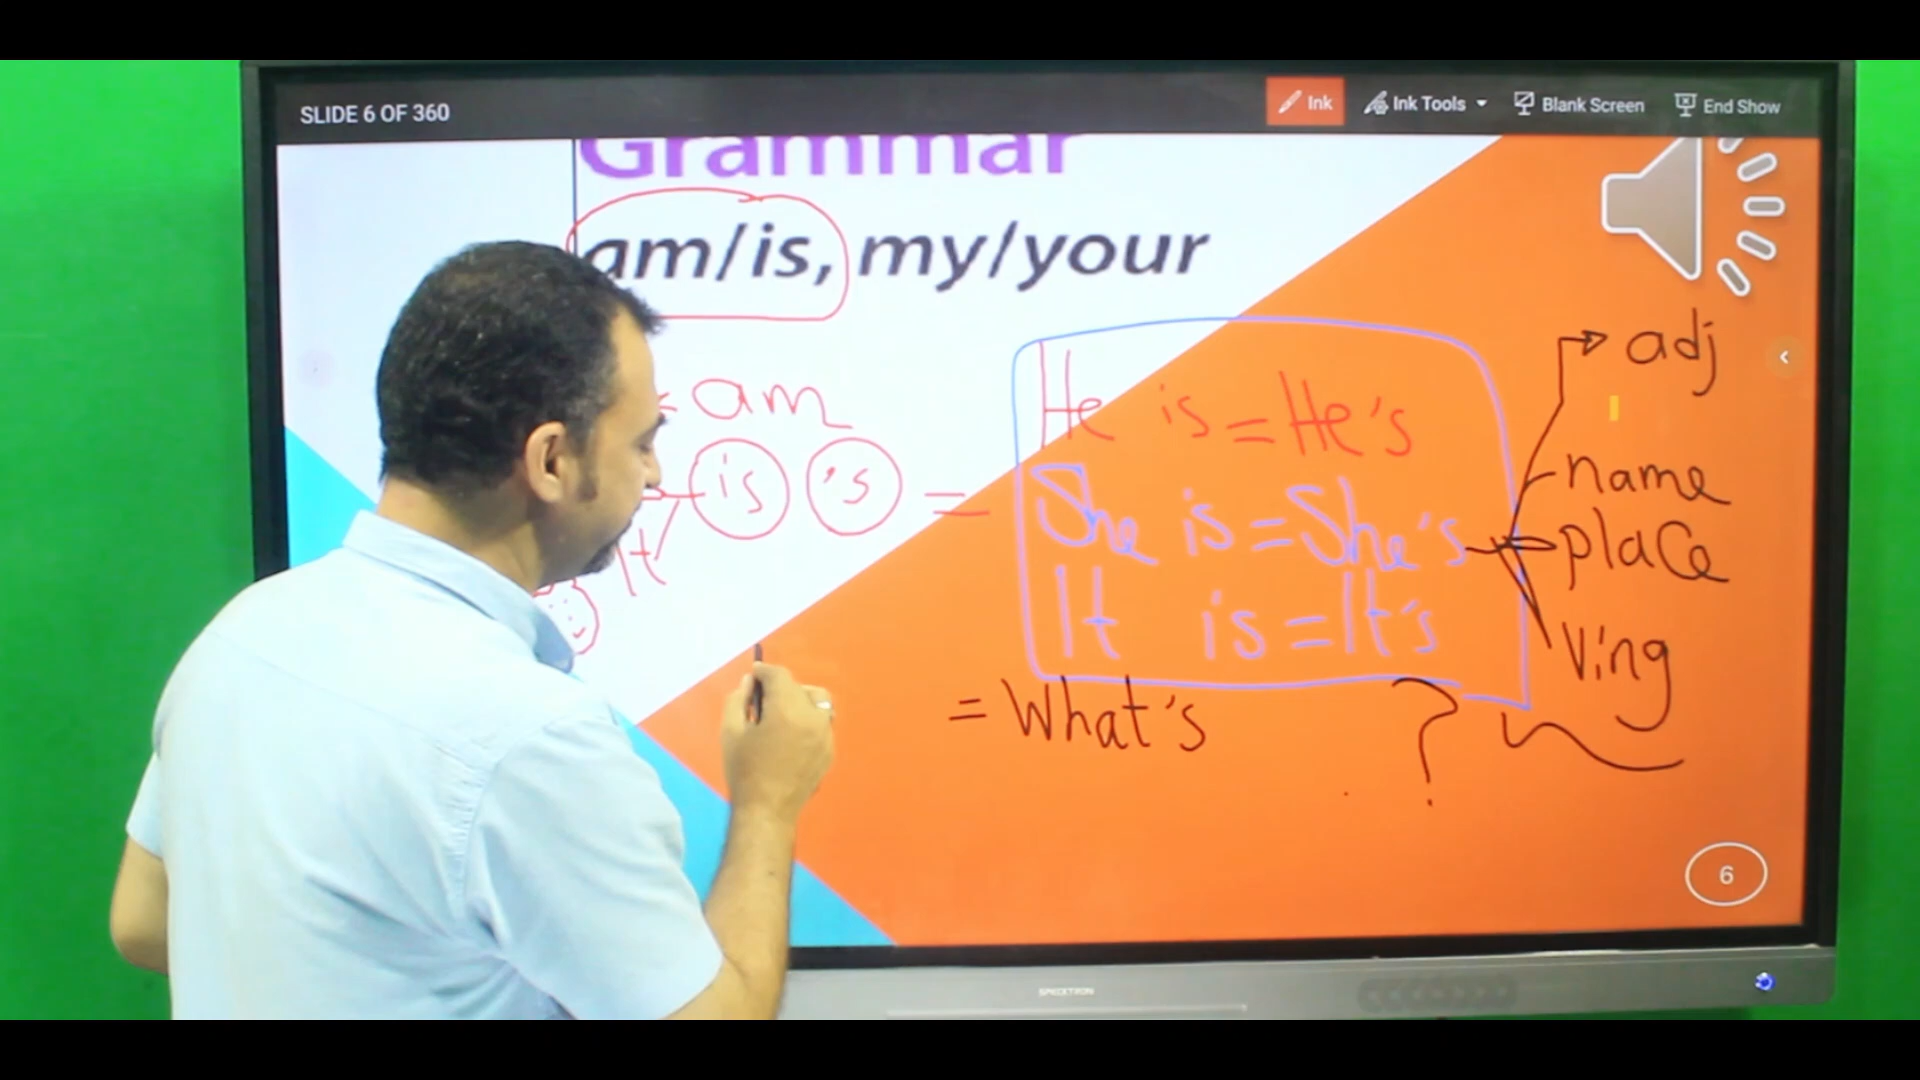 SLIDE 6 OF 360
Ink
Ink Tools
Blank Screen
End Show
Grammar
am/is, my/your
am
is 's =
It
He is = He's
She is = She's
It is = It's
adj
name
place
Ving
= What's ?
6
SPECKTRON